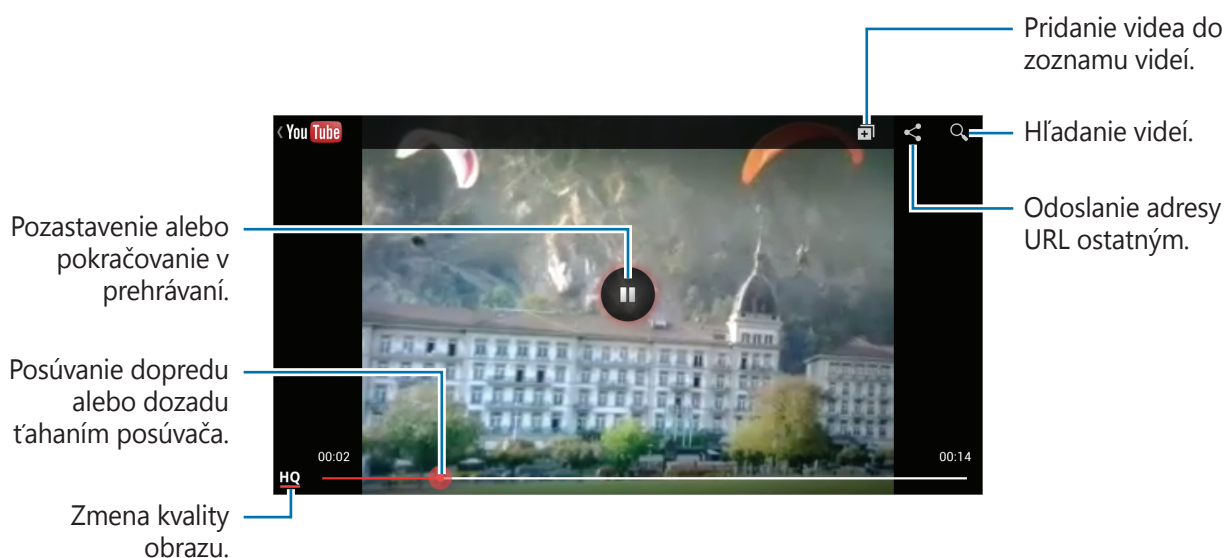 Pridanie videa do
zoznamu videí.
You Tube
Hľadanie videí.
Odoslanie adresy
URL ostatným.
Pozastavenie alebo
pokračovanie v
prehrávaní.
Posúvanie dopredu
alebo dozadu
ťahaním posúvača.
00:02
00:14
HQ
Zmena kvality
obrazu.